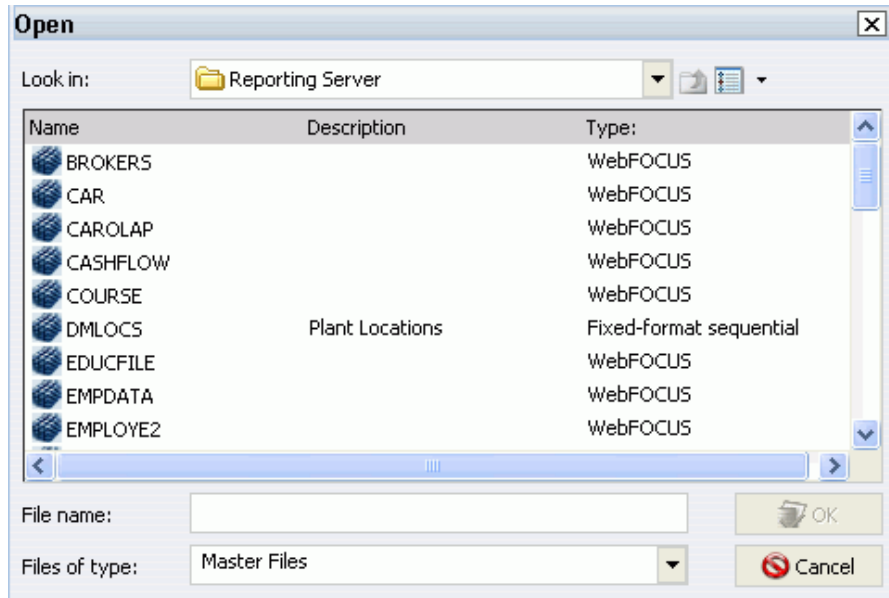 Open
Look in: Reporting Server
Name Description Type:
BROKERS WebFOCUS
CAR WebFOCUS
CAROLAP WebFOCUS
CASHFLOW WebFOCUS
COURSE WebFOCUS
DMLOCS Plant Locations Fixed-format sequential
EDUCFILE WebFOCUS
EMPDATA WebFOCUS
EMPLOYE2 WebFOCUS
File name: OK
Files of type: Master Files Cancel